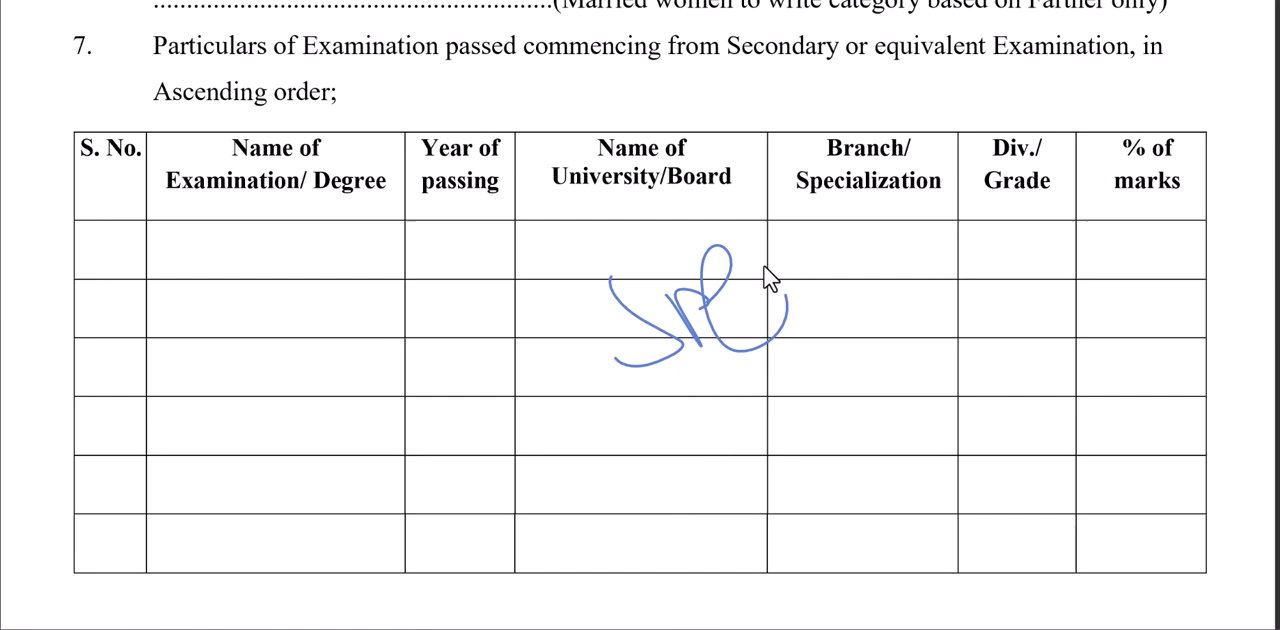 .............................................................(Married women to write category based on Farther only)
7. Particulars of Examination passed commencing from Secondary or equivalent Examination, in
Ascending order;
S. No. Name of Examination/ Degree Year of passing Name of University/Board Branch/ Specialization Div./ Grade % of marks